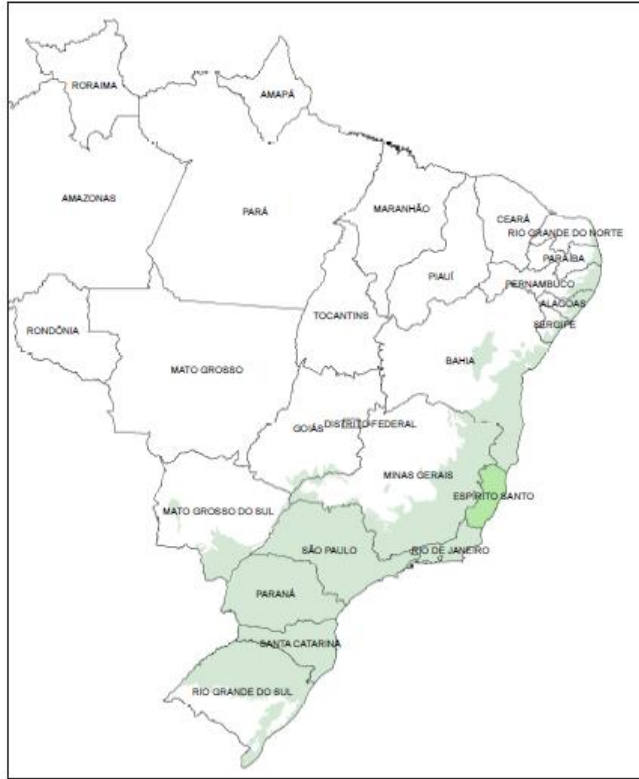 RORAIMA
AMAPÁ
AMAZONAS
PARÁ
MARANHÃO
CEARÁ
RIO GRANDE DO NORTE
PARAÍBA
PIAUÍ
PERNAMBUCO
ALAGOAS
SERGIPE
TOCANTINS
RONDÔNIA
MATO GROSSO
BAHIA
GOIÁS
DISTRITO FEDERAL
MINAS GERAIS
ESPÍRITO SANTO
MATO GROSSO DO SUL
SÃO PAULO
RIO DE JANEIRO
PARANÁ
SANTA CATARINA
RIO GRANDE DO SUL